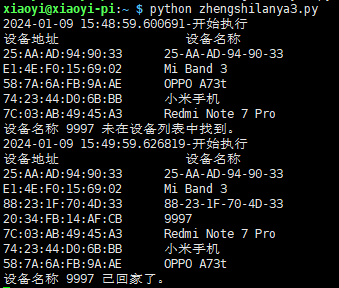 xiaoyi@xiaoyi-pi:~ $ python zhengshilanya3.py
2024-01-09 15:48:59.600691-开始执行
设备地址 设备名称
25:AA:AD:94:90:33 25-AA-AD-94-90-33
E1:4E:F0:15:69:02 Mi Band 3
58:7A:6A:FB:9A:AE OPPO A73t
74:23:44:D0:6B:BB 小米手机
7C:03:AB:49:45:A3 Redmi Note 7 Pro
设备名称 9997 未在设备列表中找到。
2024-01-09 15:49:59.626819-开始执行
设备地址 设备名称
25:AA:AD:94:90:33 25-AA-AD-94-90-33
E1:4E:F0:15:69:02 Mi Band 3
88:23:1F:70:4D:33 88-23-1F-70-4D-33
20:34:FB:14:AF:CB 9997
7C:03:AB:49:45:A3 Redmi Note 7 Pro
74:23:44:D0:6B:BB 小米手机
58:7A:6A:FB:9A:AE OPPO A73t
设备名称 9997 已回家了。